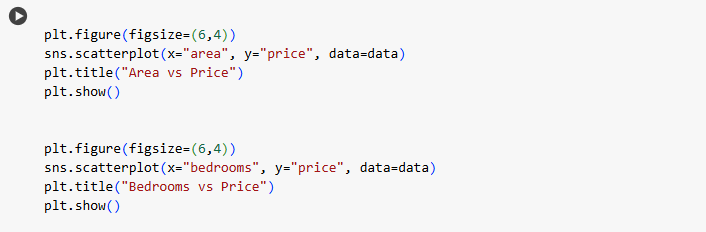 plt.figure(figsize=(6,4))
sns.scatterplot(x="area", y="price", data=data)
plt.title("Area vs Price")
plt.show()
plt.figure(figsize=(6,4))
sns.scatterplot(x="bedrooms", y="price", data=data)
plt.title("Bedrooms vs Price")
plt.show()